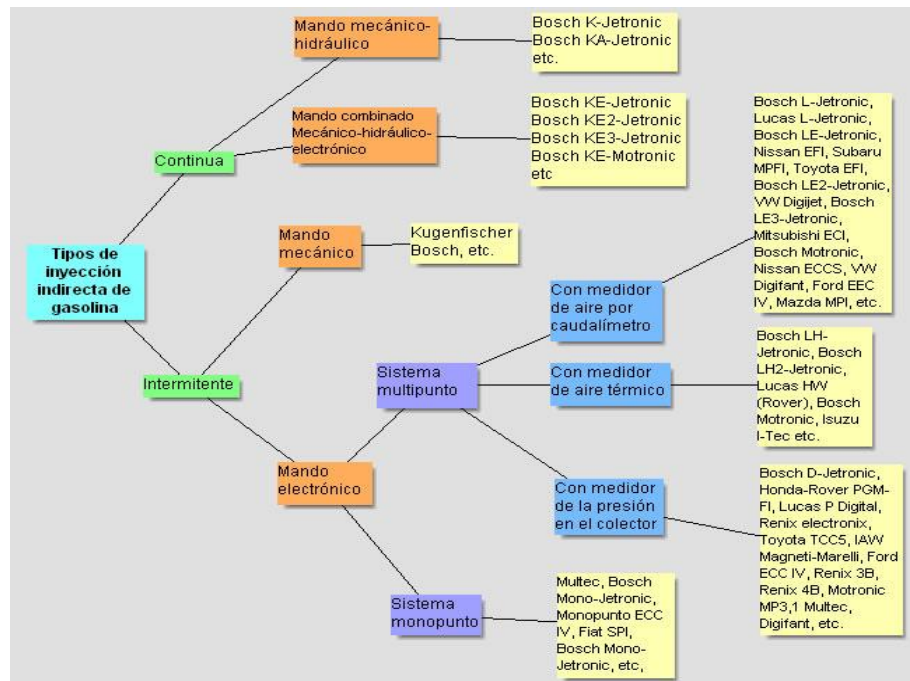 Tipos de
inyección
indirecta de
gasolina
Continua
Mando mecánico-
hidráulico
Bosch K-Jetronic
Bosch KA-Jetronic
etc.
Mando combinado
Mecánico-hidráulico-
electrónico
Bosch KE-Jetronic
Bosch KE2-Jetronic
Bosch KE3-Jetronic
Bosch KE-Motronic
etc
Intermitente
Mando
mecánico
Kugenfischer
Bosch, etc.
Mando
electrónico
Sistema
multipunto
Con medidor
de aire por
caudalímetro
Bosch L-Jetronic,
Lucas L-Jetronic,
Bosch LE-Jetronic,
Nissan EFI, Subaru
MPFI, Toyota EFI,
Bosch LE2-Jetronic,
VW Digijet, Bosch
LE3-Jetronic,
Mitsubishi ECI,
Bosch Motronic,
Nissan ECCS, VW
Digifant, Ford EEC
IV, Mazda MPI, etc.
Con medidor
de aire térmico
Bosch LH-
Jetronic, Bosch
LH2-Jetronic,
Lucas HW
(Rover), Bosch
Motronic, Isuzu
I-Tec etc.
Con medidor
de la presión
en el colector
Bosch D-Jetronic,
Honda-Rover PGM-
FI, Lucas P Digital,
Renix electronix,
Toyota TCC5, IAW
Magneti-Marelli, Ford
ECC IV, Renix 3B,
Renix 4B, Motronic
MP3,1 Multec,
Digifant, etc.
Sistema
monopunto
Multec, Bosch
Mono-Jetronic,
Monopunto ECC
IV, Fiat SPI,
Bosch Mono-
Jetronic, etc,